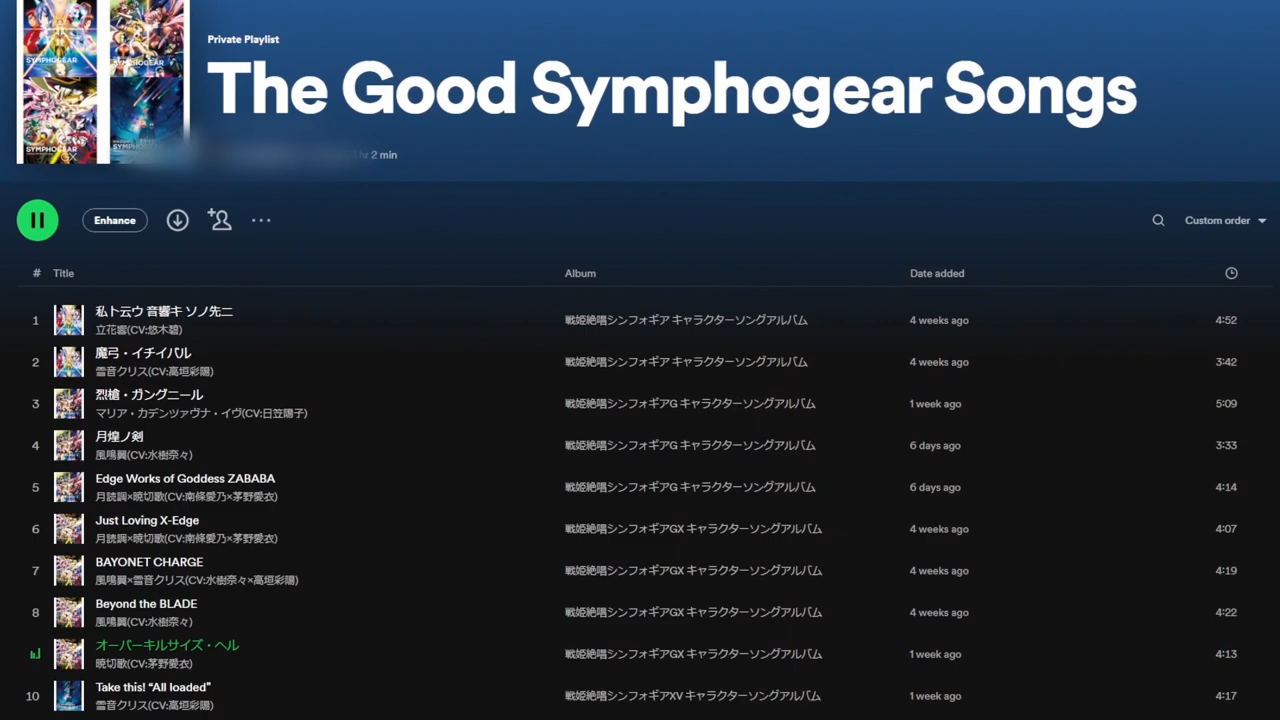 SYMPHOGEAR
SYMPHOGEAR
SYMPHOGEAR
GX
SYMPHOGEAR
Private Playlist
The Good Symphogear Songs
hr 2 min
Enhance
Custom order
# Title Album Date added
1 私ト云ウ 音響キ ソノ先ニ 戦姫絶唱シンフォギア キャラクターソングアルバム 4 weeks ago 4:52
立花響(CV:悠木碧)
2 魔弓・イチイバル 戦姫絶唱シンフォギア キャラクターソングアルバム 4 weeks ago 3:42
雪音クリス(CV:高垣彩陽)
3 烈槍・ガングニール 戦姫絶唱シンフォギアG キャラクターソングアルバム 1 week ago 5:09
マリア・カデンツァヴナ・イヴ(CV:日笠陽子)
4 月煌ノ剣 戦姫絶唱シンフォギアG キャラクターソングアルバム 6 days ago 3:33
風鳴翼(CV:水樹奈々)
5 Edge Works of Goddess ZABABA 戦姫絶唱シンフォギアG キャラクターソングアルバム 6 days ago 4:14
月読調×暁切歌(CV:南條愛乃×茅野愛衣)
6 Just Loving X-Edge 戦姫絶唱シンフォギアGX キャラクターソングアルバム 4 weeks ago 4:07
月読調×暁切歌(CV:南條愛乃×茅野愛衣)
7 BAYONET CHARGE 戦姫絶唱シンフォギアGX キャラクターソングアルバム 4 weeks ago 4:19
風鳴翼×雪音クリス(CV:水樹奈々×高垣彩陽)
8 Beyond the BLADE 戦姫絶唱シンフォギアGX キャラクターソングアルバム 4 weeks ago 4:22
風鳴翼(CV:水樹奈々)
オーバーキルサイズ・ヘル 戦姫絶唱シンフォギアGX キャラクターソングアルバム 1 week ago 4:13
暁切歌(CV:茅野愛衣)
10 Take this! “All loaded” 戦姫絶唱シンフォギアXV キャラクターソングアルバム 1 week ago 4:17
雪音クリス(CV:高垣彩陽)